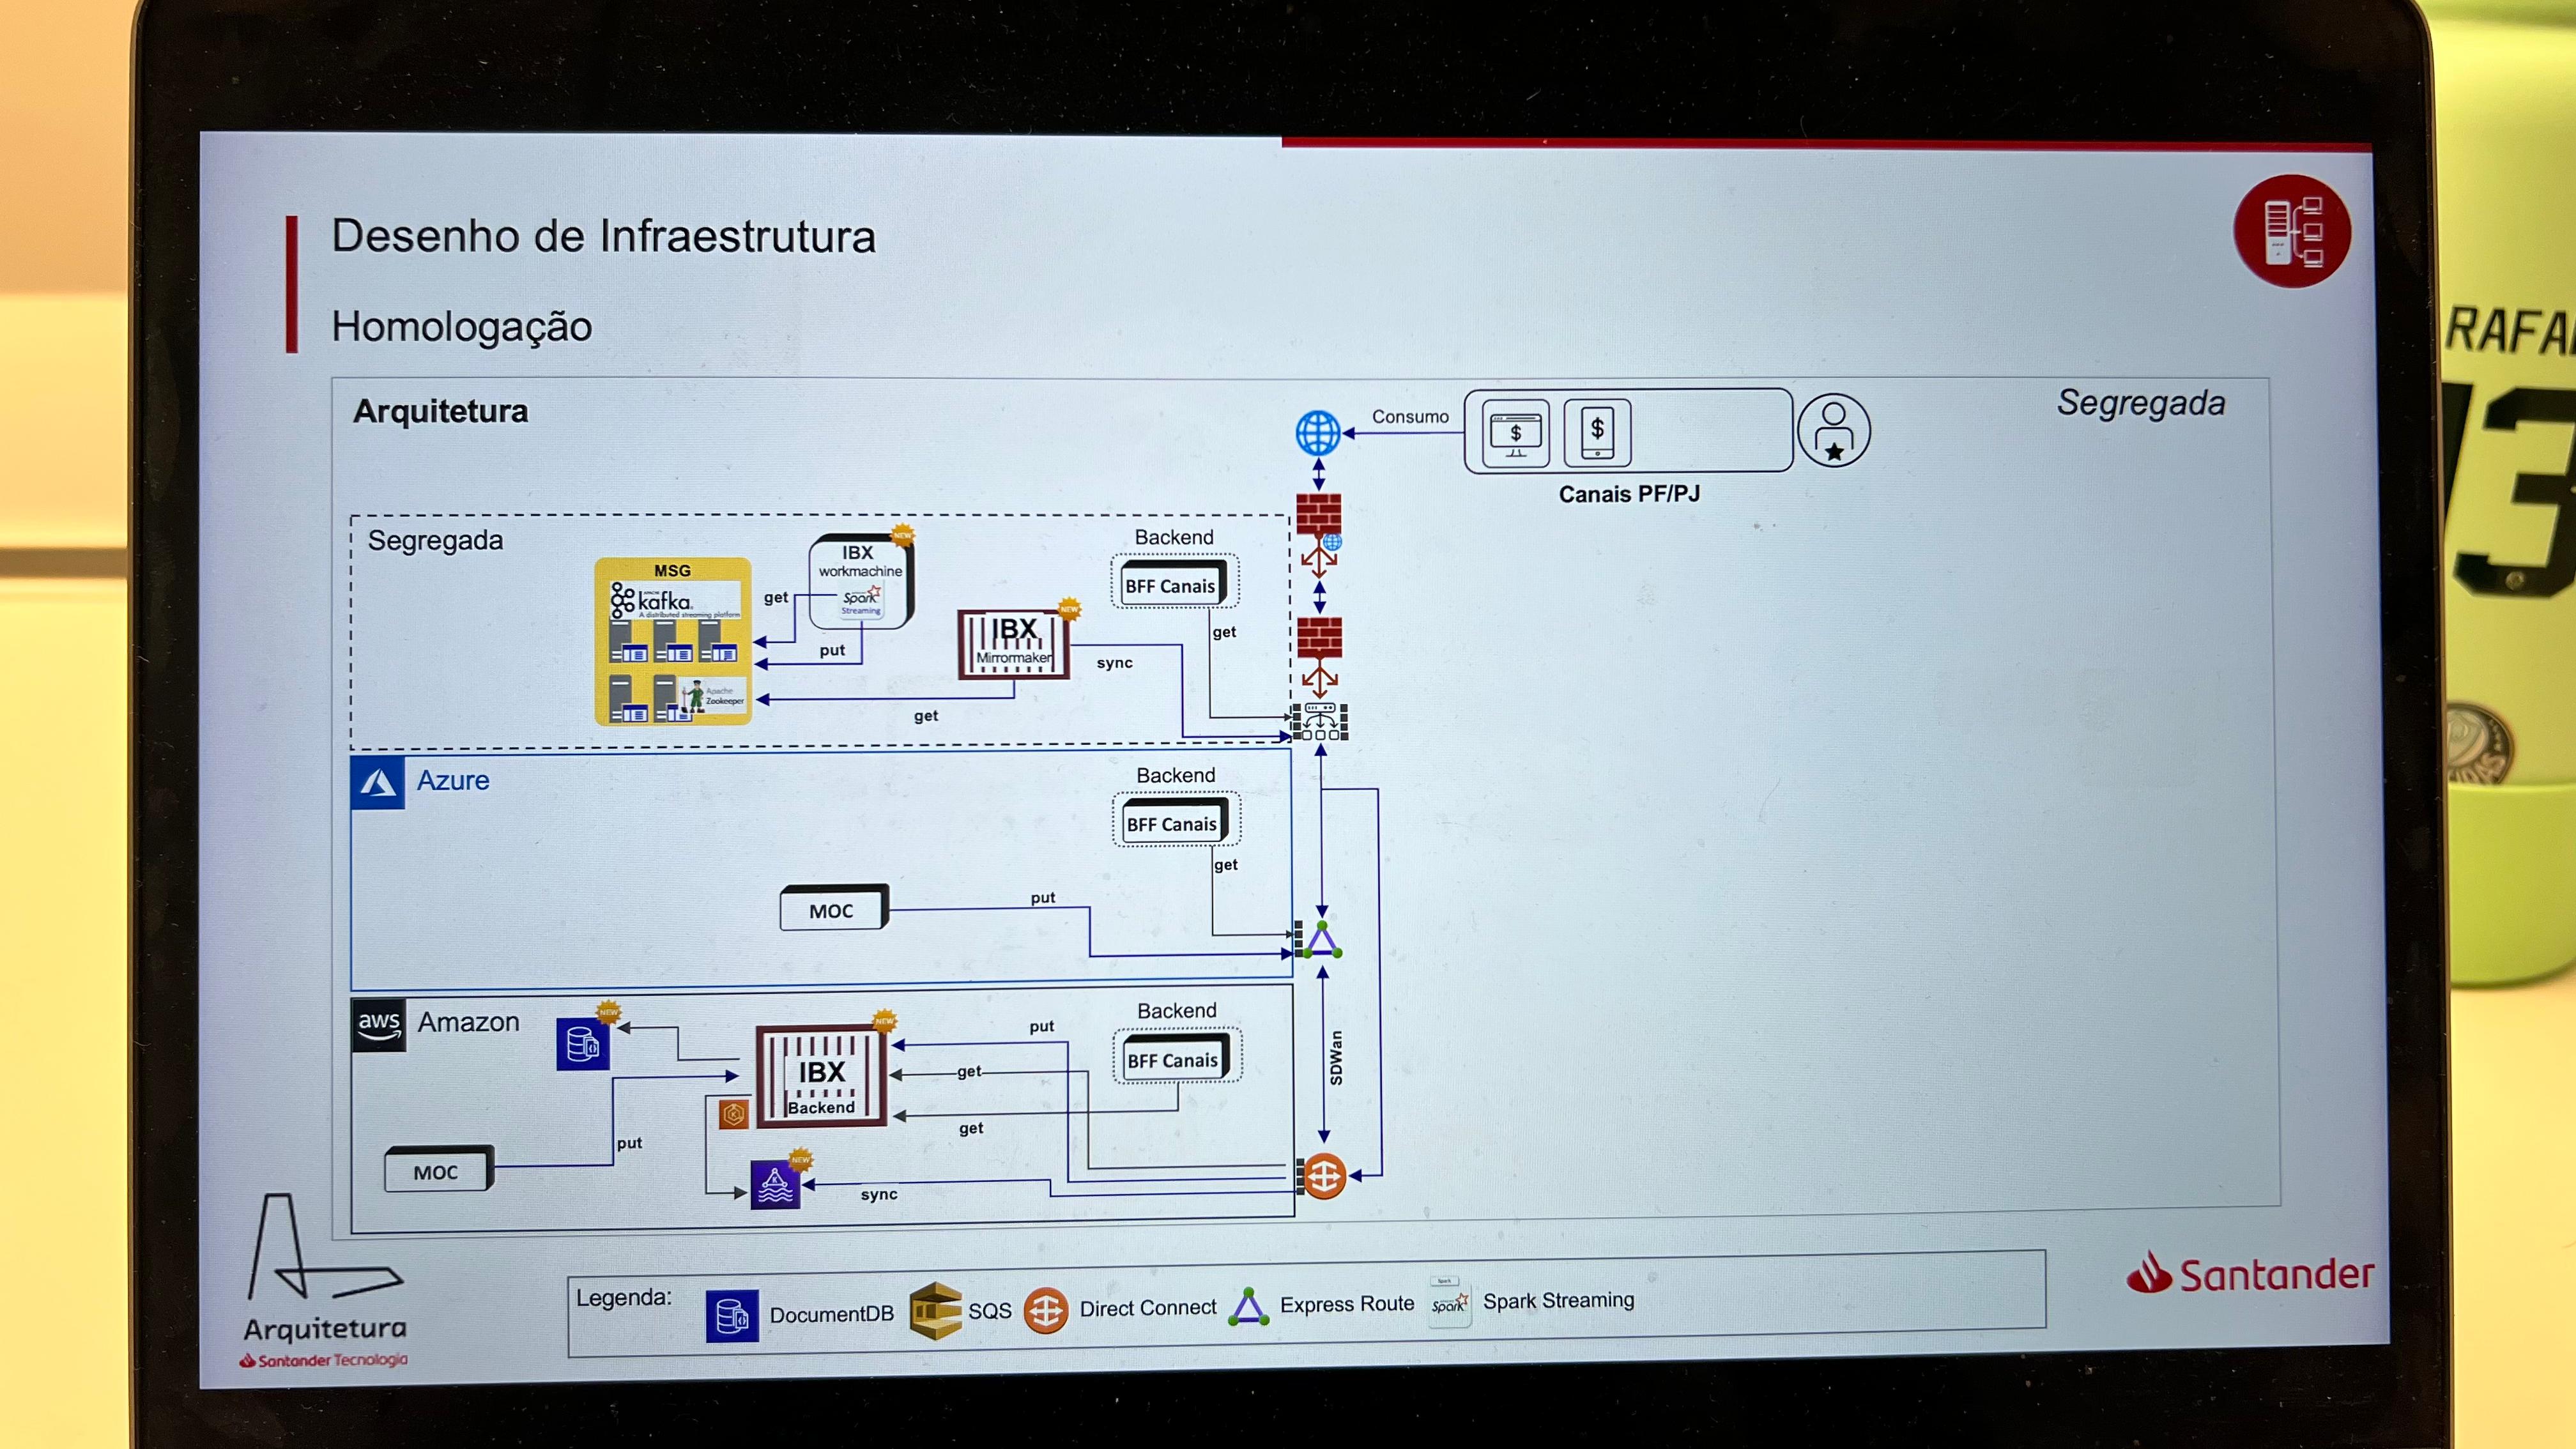 Desenho de Infraestrutura
Homologação
RAFA
13
Arquitetura
Segregada
Consumo
$
$
Canais PF/PJ
Segregada
MSG
kafka
A distributed streaming platform
Apache
Zookeeper
get
put
NEW
IBX
workmachine
Spark
Streaming
NEW
IBX
Mirrormaker
get
sync
Backend
BFF Canais
get
Azure
Backend
BFF Canais
get
MOC
put
SDWan
aws
Amazon
NEW
NEW
IBX
Backend
put
get
get
Backend
BFF Canais
MOC
put
NEW
K
sync
Arquitetura
Santander Tecnologia
Legenda:
DocumentDB
SQS
Direct Connect
Express Route
Spark
Spark Streaming
Santander